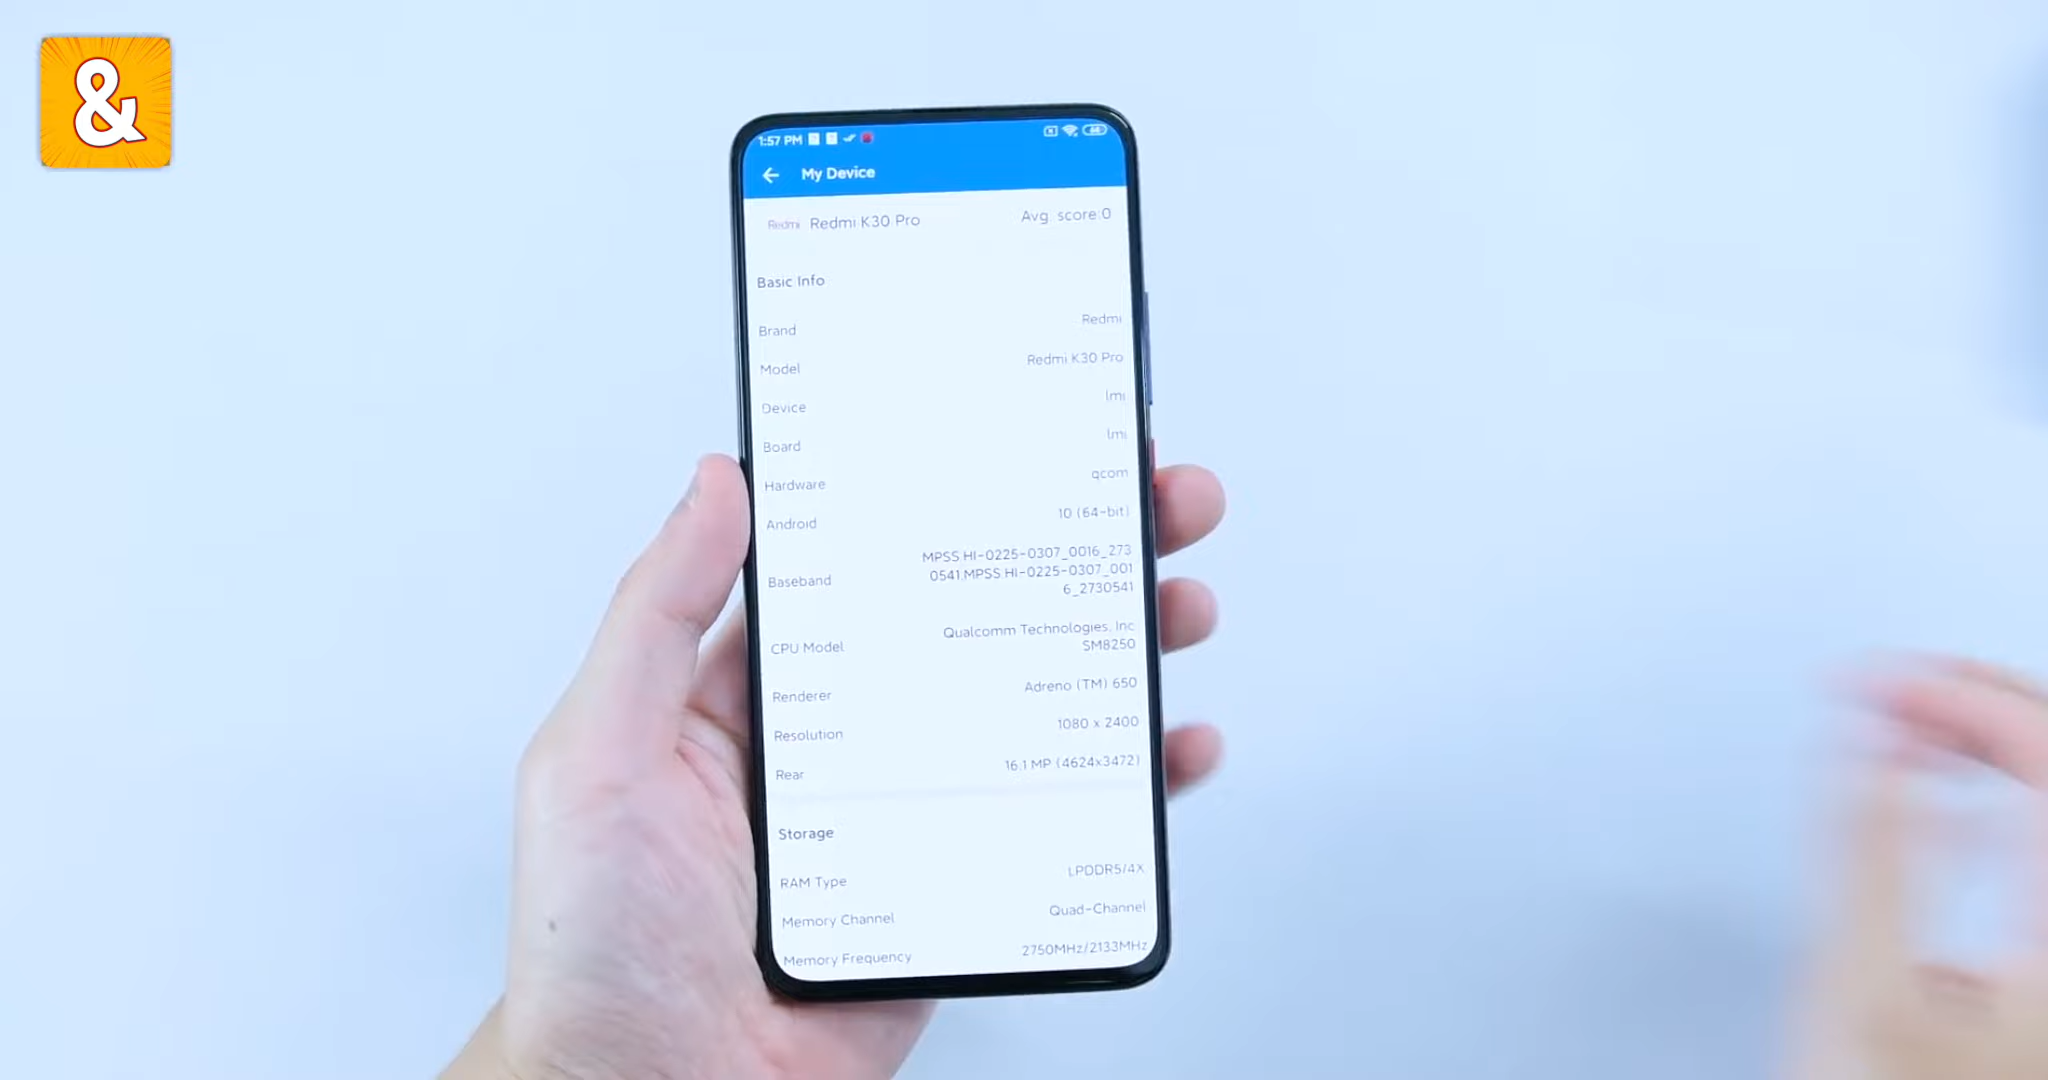 &
1:57 PM
My Device
Redmi Redmi K30 Pro Avg. score:0
Basic Info
Brand Redmi
Model Redmi K30 Pro
Device lmi
Board lmi
Hardware qcom
Android 10 (64-bit)
Baseband MPSS.HI-0225-0307_0016_273
0541,MPSS.HI-0225-0307_001
6_2730541
CPU Model Qualcomm Technologies, Inc
SM8250
Renderer Adreno (TM) 650
Resolution 1080 x 2400
Rear 16.1 MP (4624x3472)
Storage
RAM Type LPDDR5/4X
Memory Channel Quad-Channel
Memory Frequency 2750MHz/2133MHz